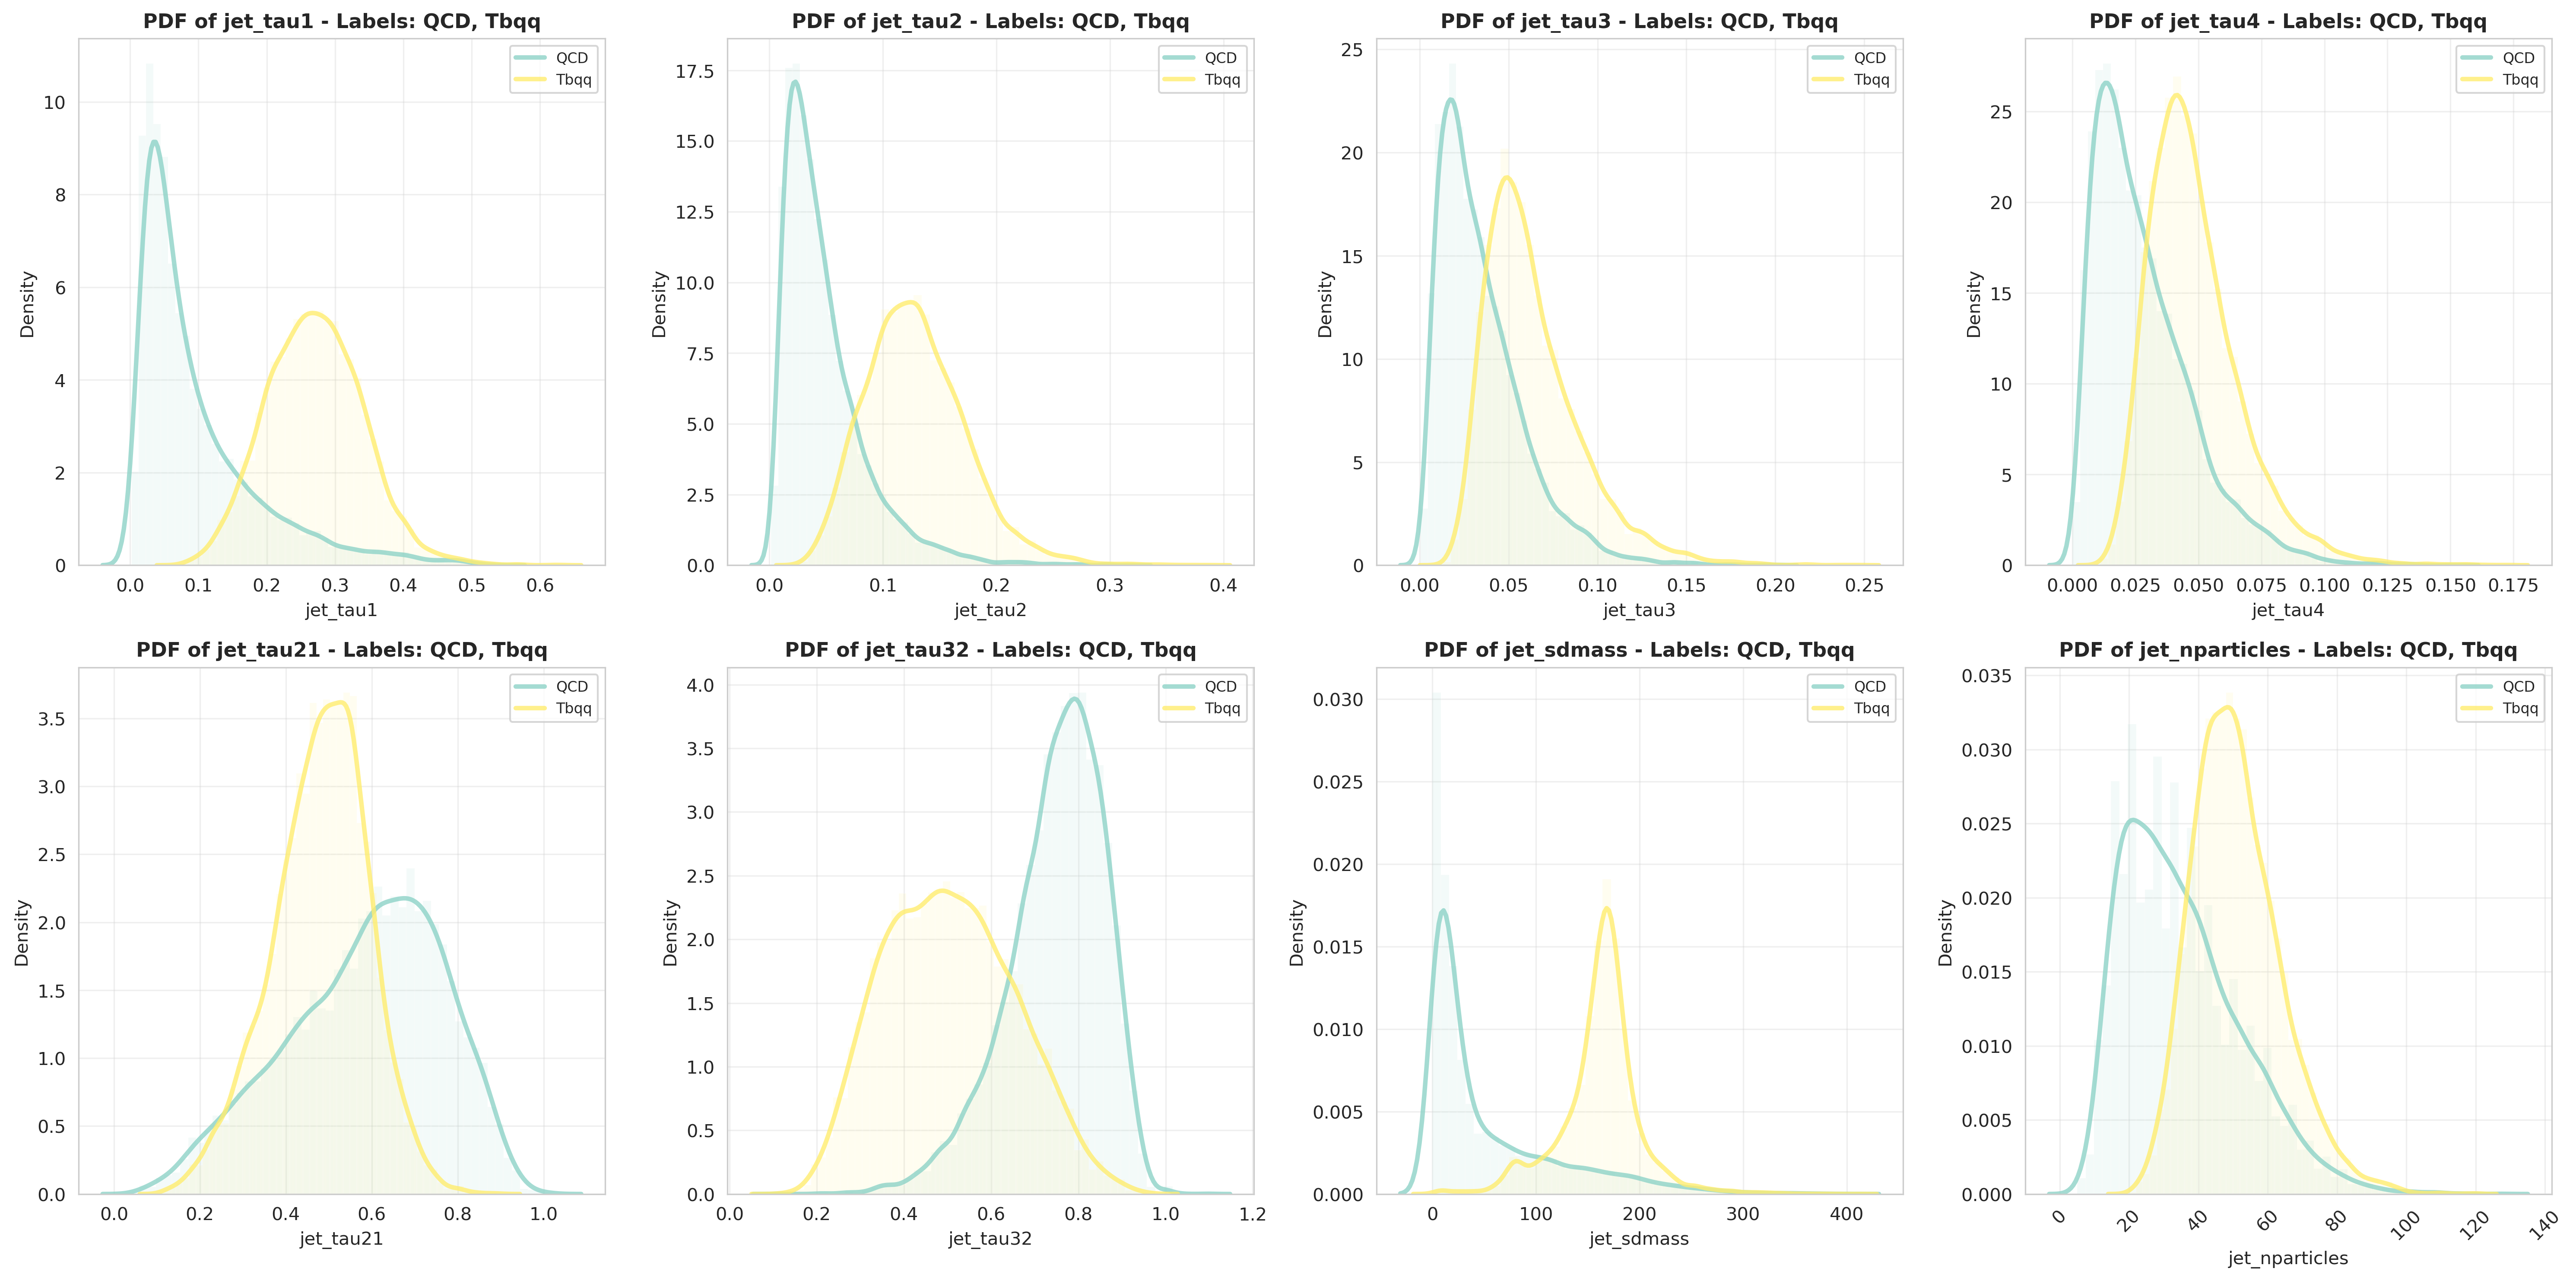 PDF of jet_tau1 - Labels: QCD, Tbqq
QCD
Tbqq
Density
10
8
6
4
2
0
0.0 0.1 0.2 0.3 0.4 0.5 0.6
jet_tau1
PDF of jet_tau2 - Labels: QCD, Tbqq
QCD
Tbqq
Density
17.5
15.0
12.5
10.0
7.5
5.0
2.5
0.0
0.0 0.1 0.2 0.3 0.4
jet_tau2
PDF of jet_tau3 - Labels: QCD, Tbqq
QCD
Tbqq
Density
25
20
15
10
5
0
0.00 0.05 0.10 0.15 0.20 0.25
jet_tau3
PDF of jet_tau4 - Labels: QCD, Tbqq
QCD
Tbqq
Density
25
20
15
10
5
0
0.000 0.025 0.050 0.075 0.100 0.125 0.150 0.175
jet_tau4
PDF of jet_tau21 - Labels: QCD, Tbqq
QCD
Tbqq
Density
3.5
3.0
2.5
2.0
1.5
1.0
0.5
0.0
0.0 0.2 0.4 0.6 0.8 1.0
jet_tau21
PDF of jet_tau32 - Labels: QCD, Tbqq
QCD
Tbqq
Density
4.0
3.5
3.0
2.5
2.0
1.5
1.0
0.5
0.0
0.0 0.2 0.4 0.6 0.8 1.0 1.2
jet_tau32
PDF of jet_sdmass - Labels: QCD, Tbqq
QCD
Tbqq
Density
0.030
0.025
0.020
0.015
0.010
0.005
0.000
0 100 200 300 400
jet_sdmass
PDF of jet_nparticles - Labels: QCD, Tbqq
QCD
Tbqq
Density
0.035
0.030
0.025
0.020
0.015
0.010
0.005
0.000
0 20 40 60 80 100 120 140
jet_nparticles